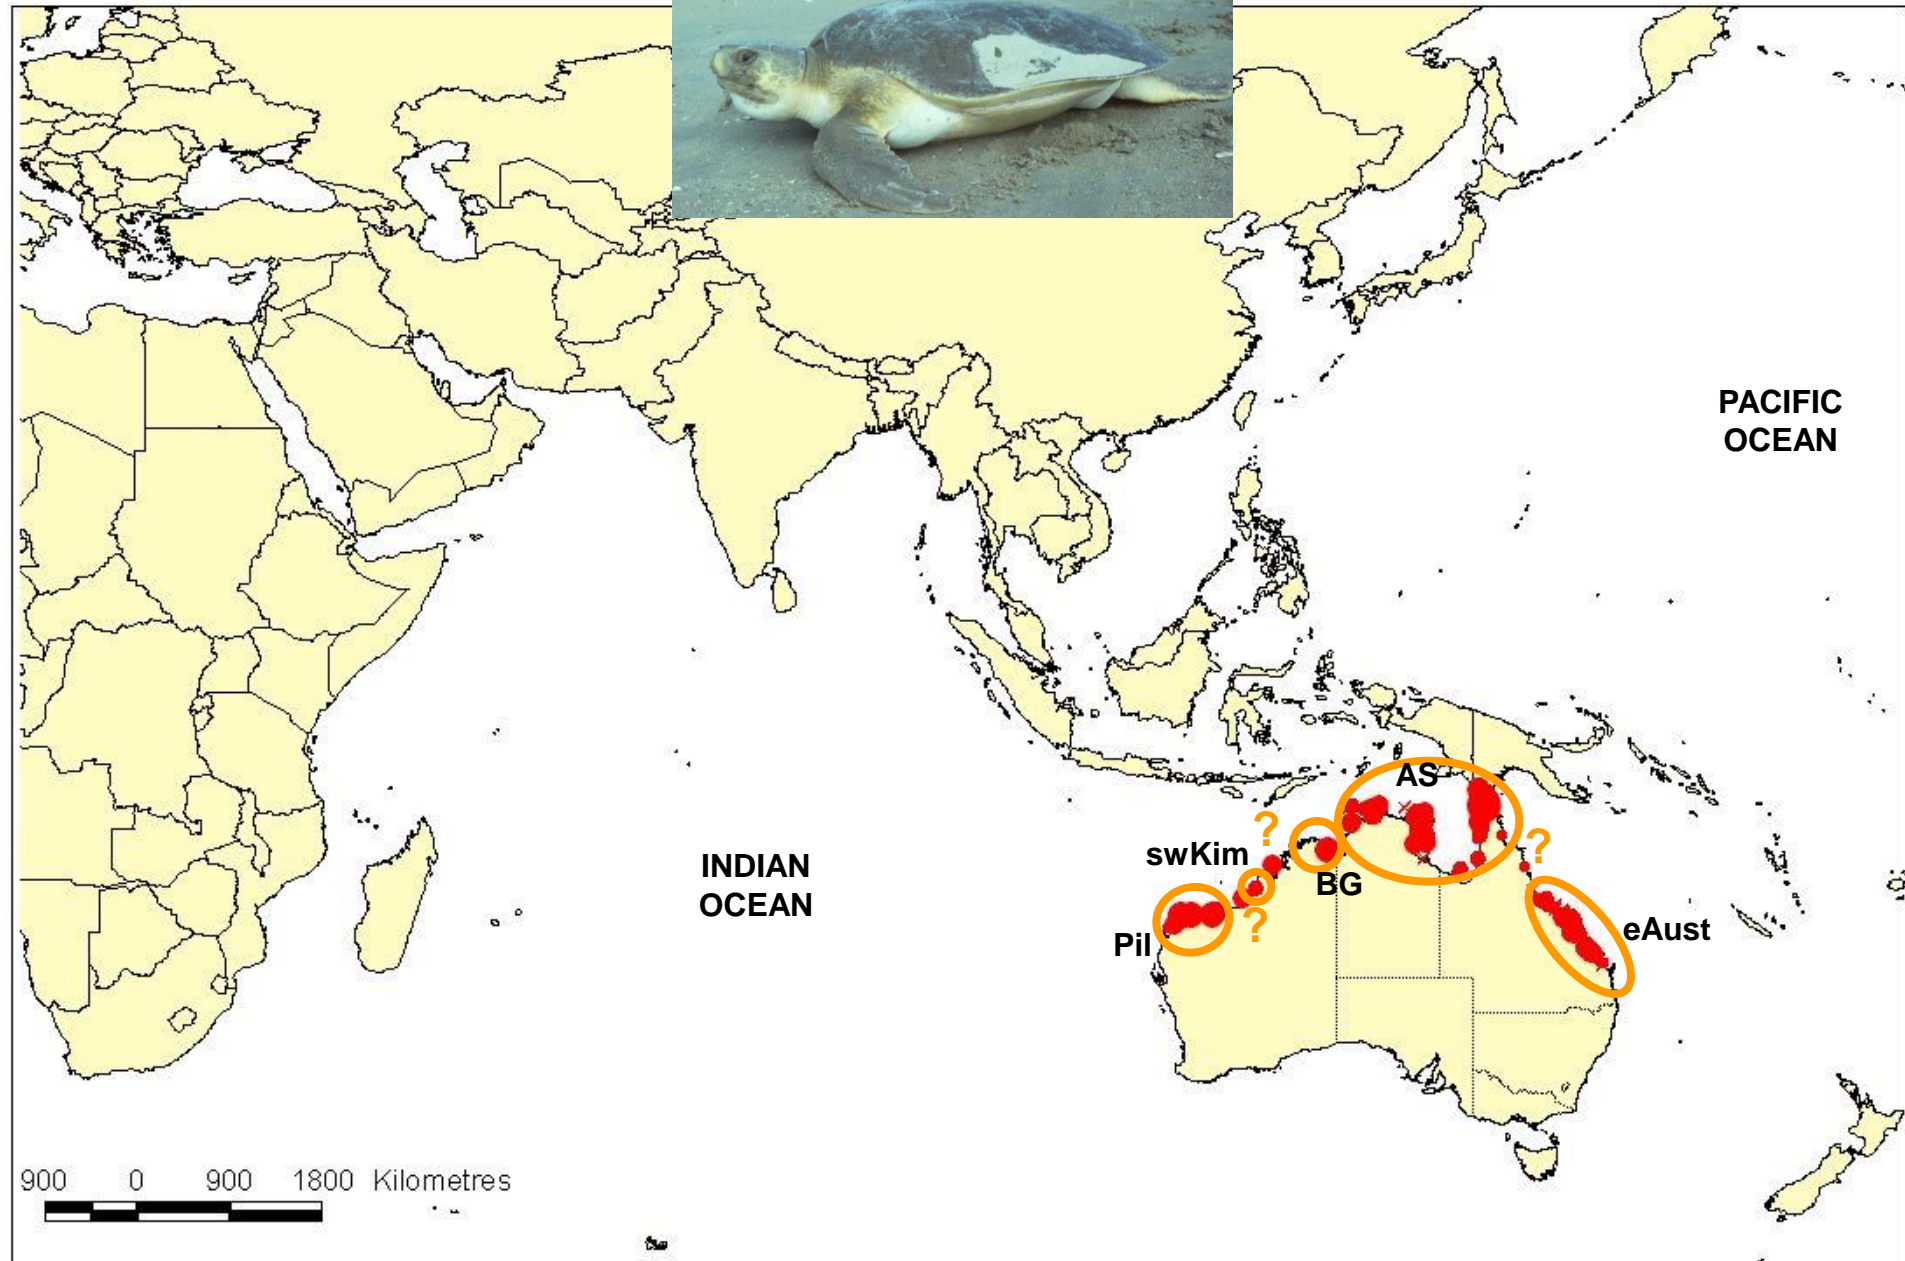 PACIFIC
OCEAN
AS
?
?
swKim
INDIAN
OCEAN
BG
?
eAust
Pil
900 0 900 1800 Kilometres